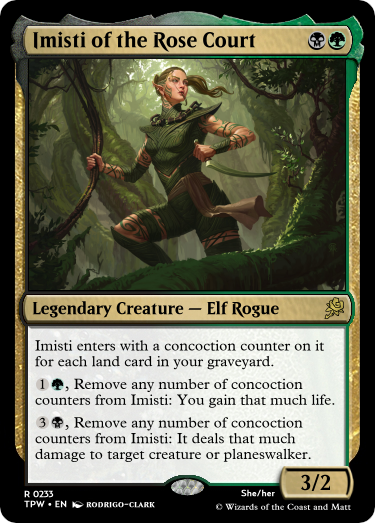 Imisti of the Rose Court
Legendary Creature — Elf Rogue
Imisti enters with a concoction counter on it
for each land card in your graveyard.
1, Remove any number of concoction
counters from Imisti: You gain that much life.
3, Remove any number of concoction
counters from Imisti: It deals that much
damage to target creature or planeswalker.
3/2
R 0233
She/her
TPW • EN RODRIGO-CLARK
© Wizards of the Coast and Matt